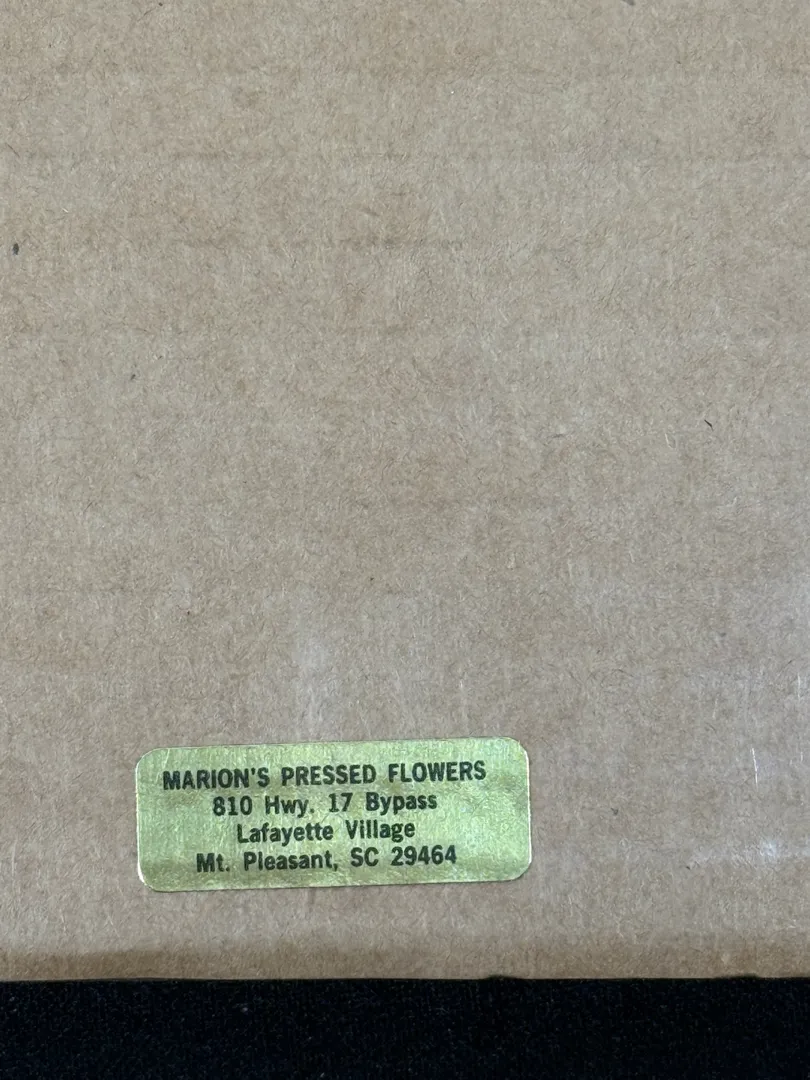 MARION'S PRESSED FLOWERS
810 Hwy. 17 Bypass
Lafayette Village
Mt. Pleasant, SC 29464